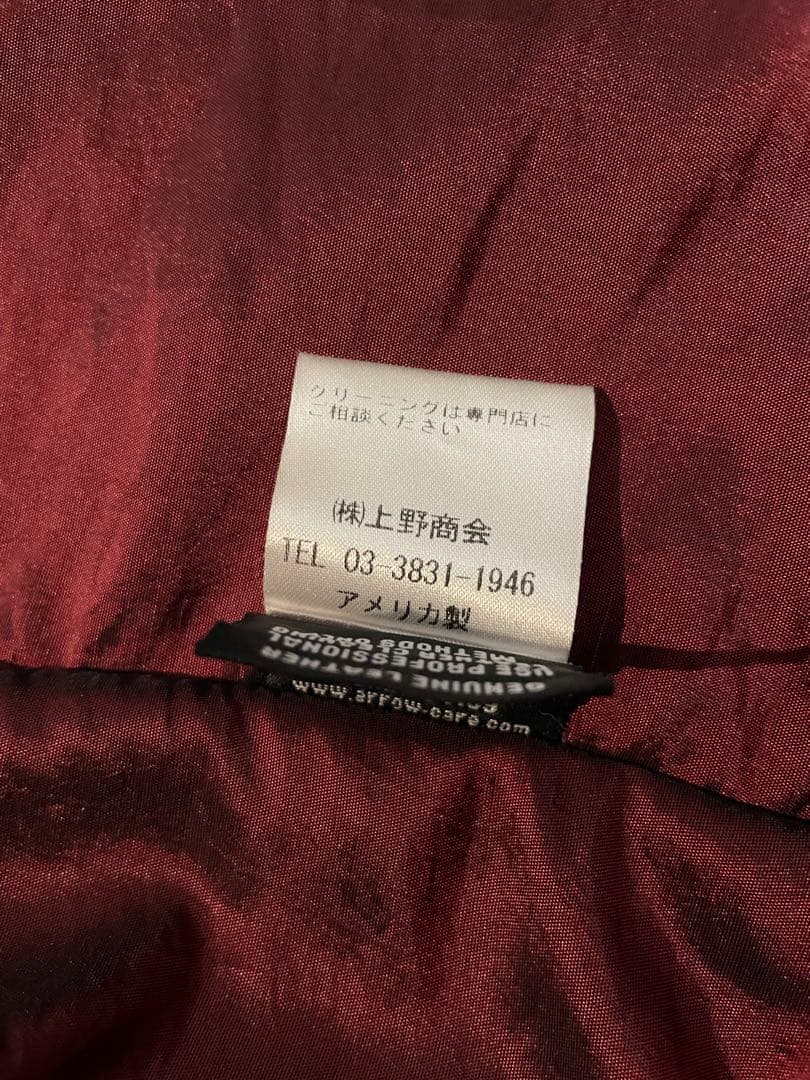 クリーニングは専門店に
ご相談ください
㈱上野商会
TEL 03-3831-1946
アメリカ製
GENUINE LEATHER
USE PROFESSIONAL
METHODS
www.arrow-care.com